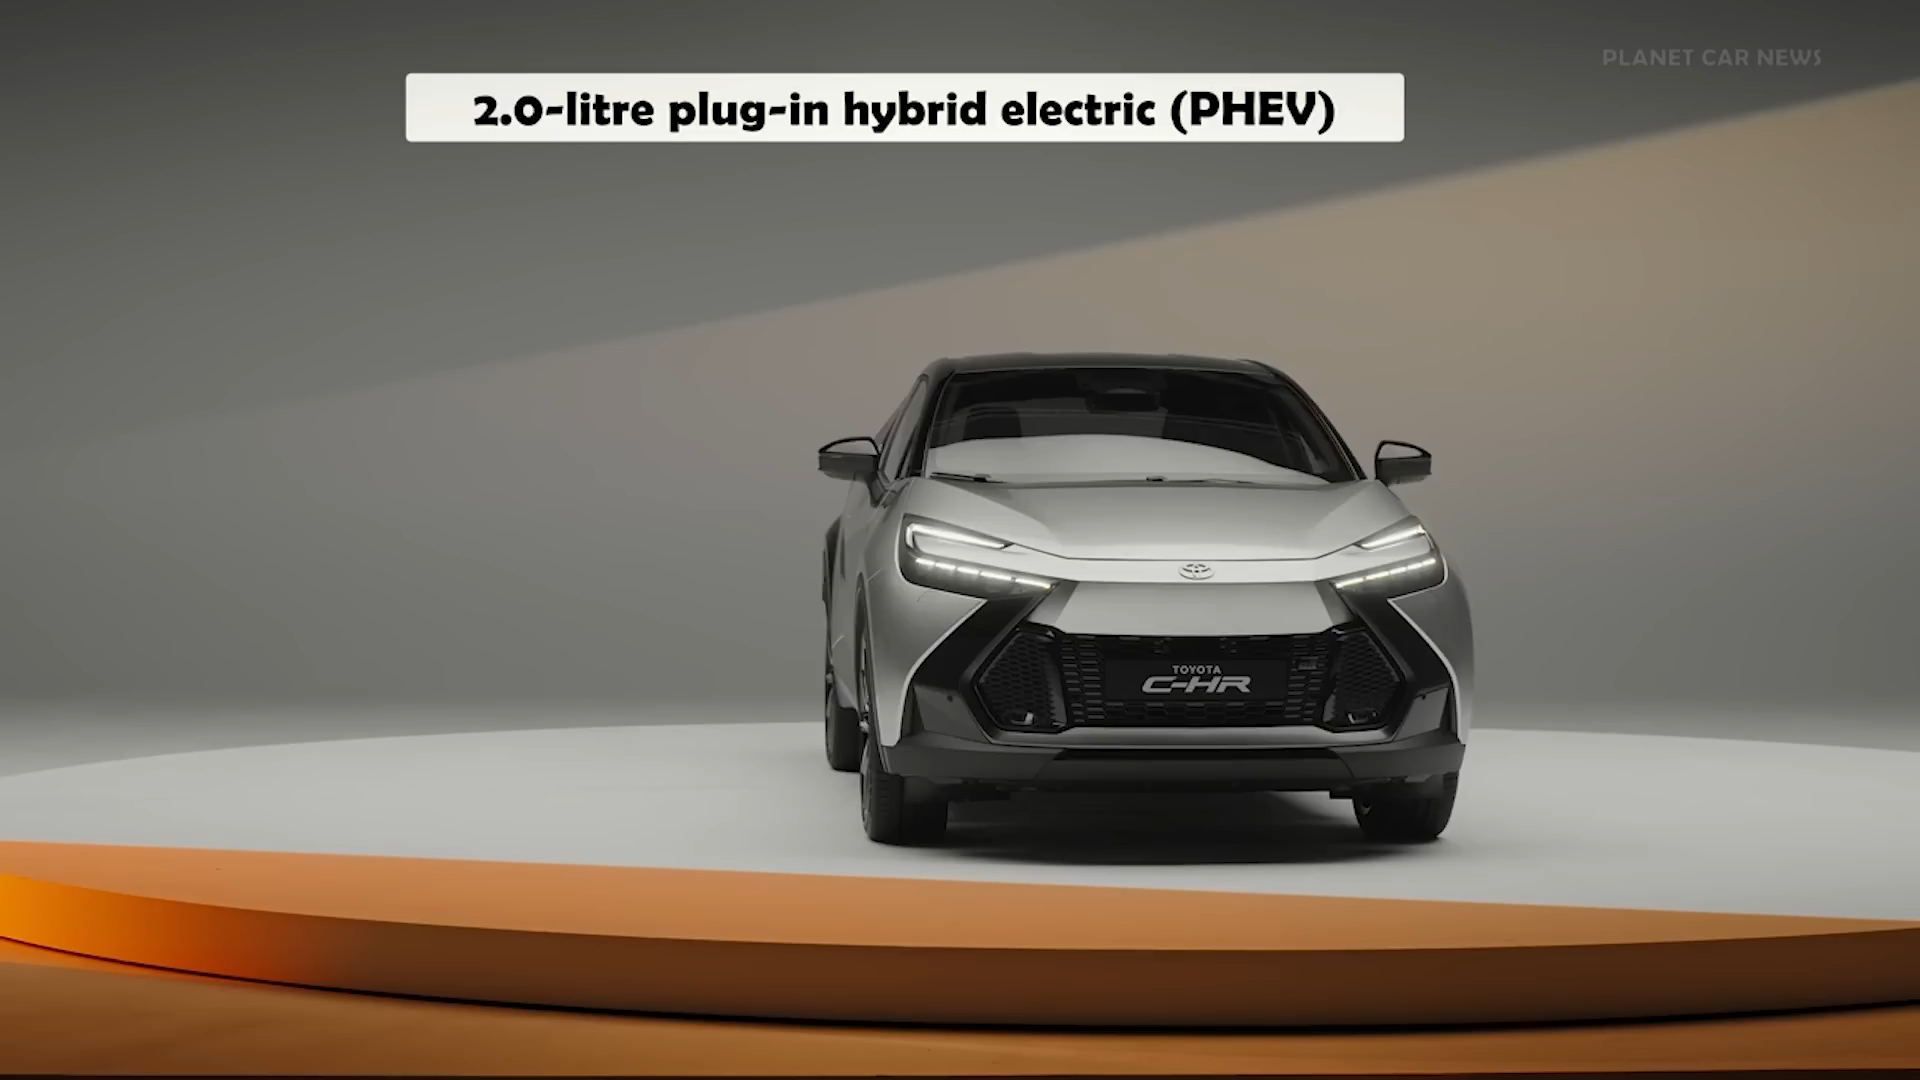 PLANET CAR NEWS
2.0-litre plug-in hybrid electric (PHEV)
TOYOTA
C-HR